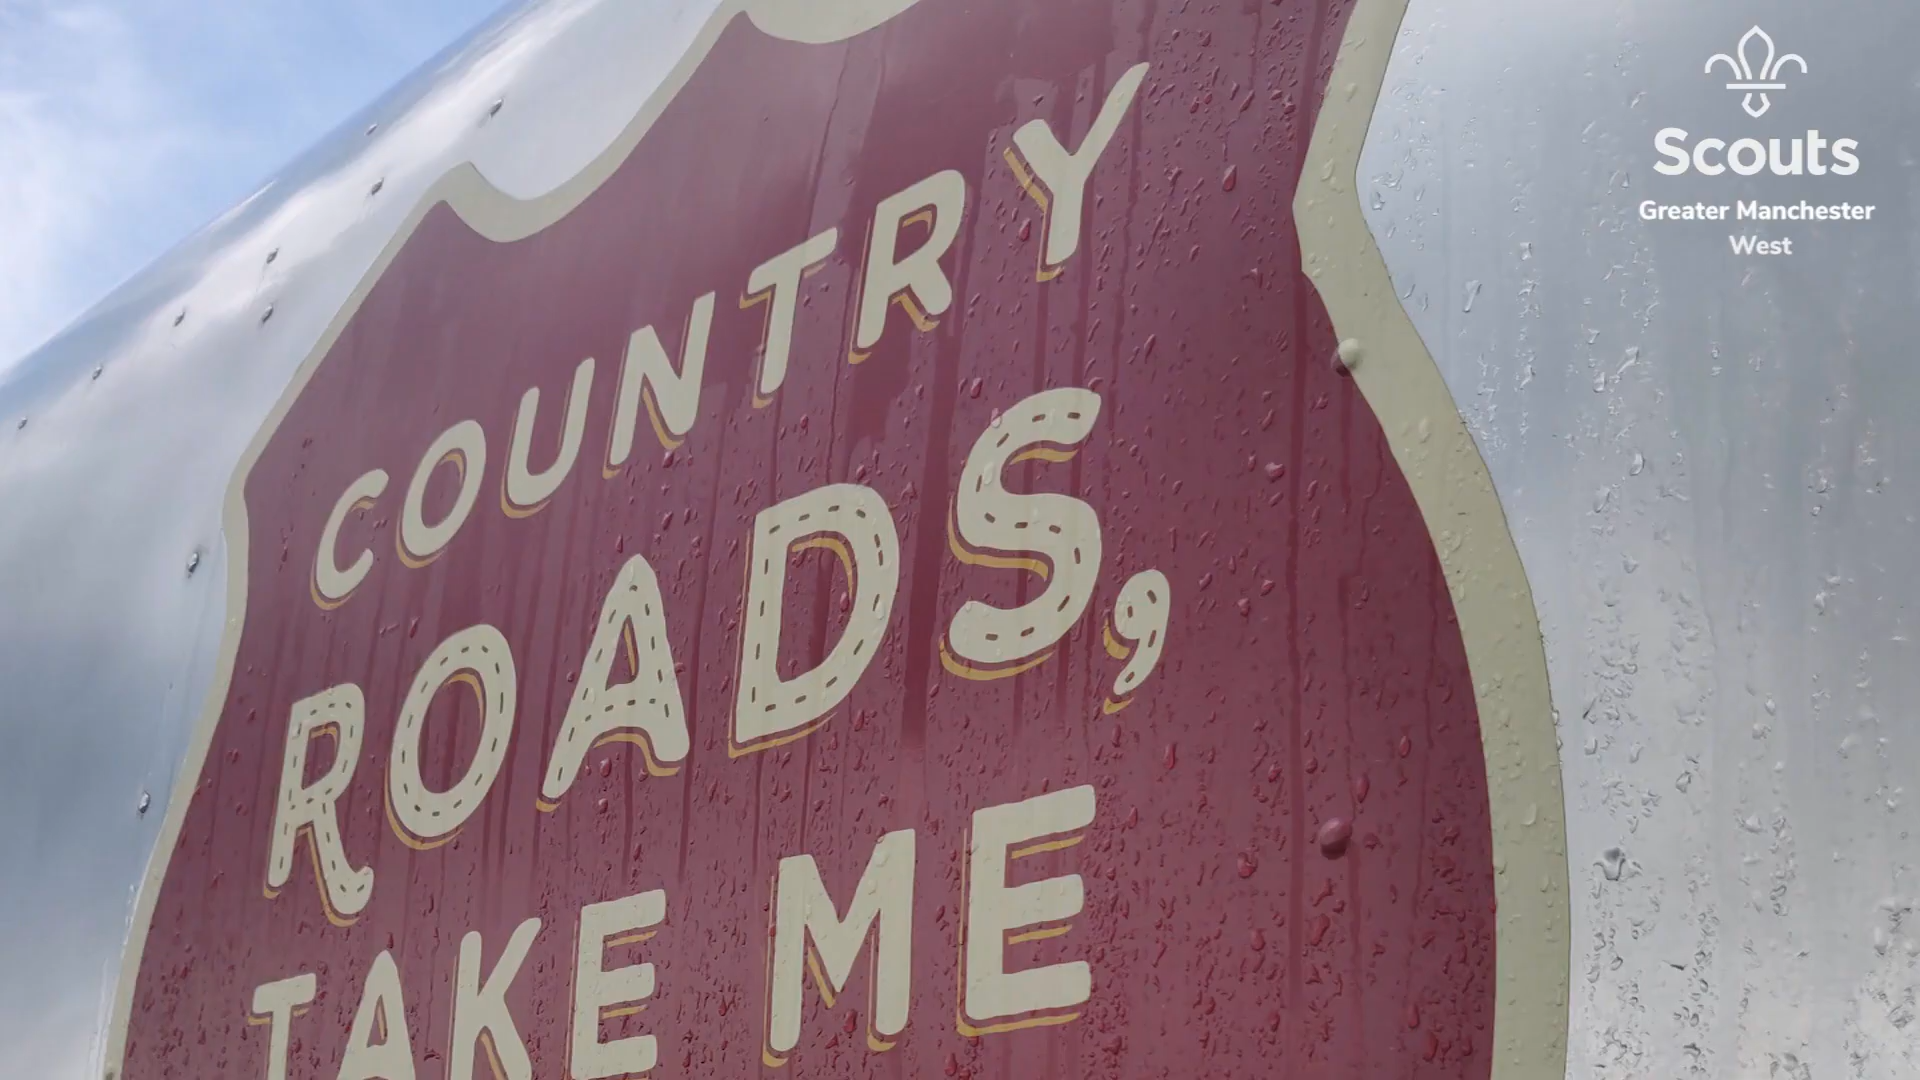 COUNTRY
ROADS,
TAKE ME
Scouts
Greater Manchester
West